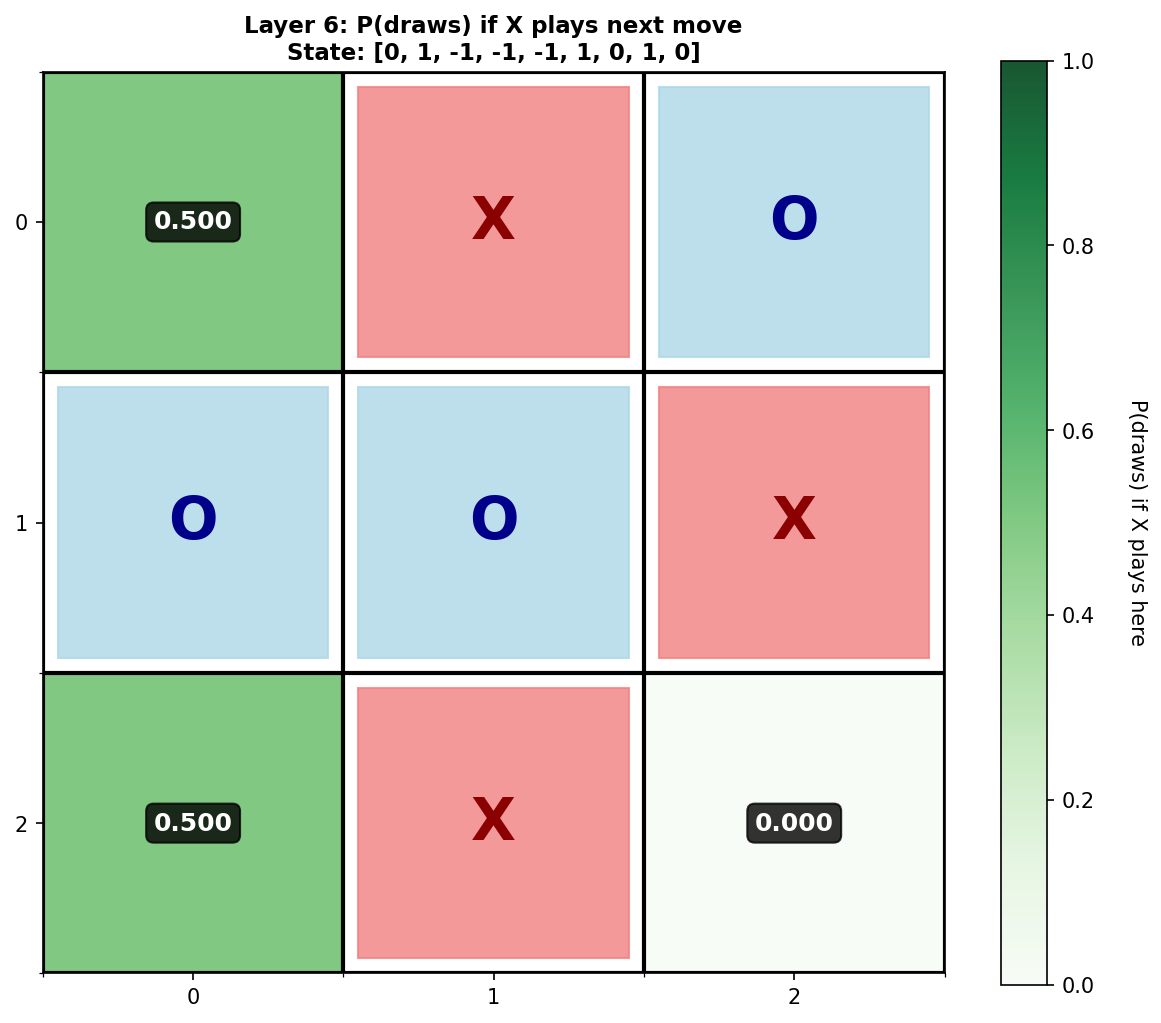 Layer 6: P(draws) if X plays next move
State: [0, 1, -1, -1, -1, 1, 0, 1, 0]
0
0.500
X
O
1
O
O
X
2
0.500
X
0.000
0
1
2
1.0
0.8
0.6
0.4
0.2
0.0
P(draws) if X plays here